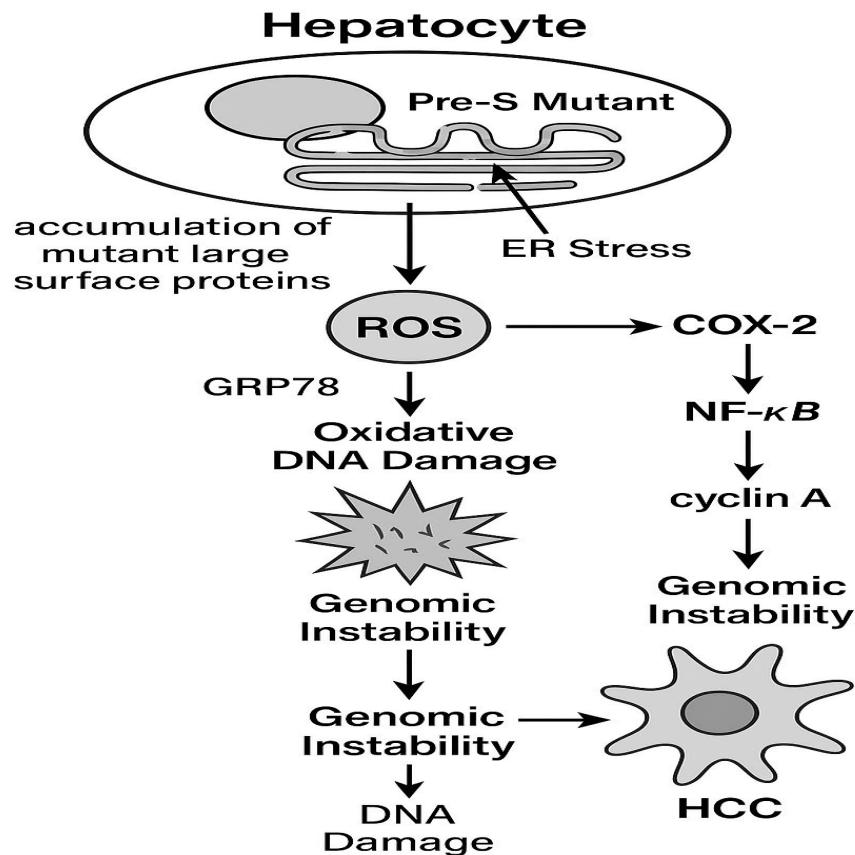 Hepatocyte
Pre-S Mutant
accumulation of
mutant large
surface proteins
ER Stress
ROS
COX-2
GRP78
NF-κB
Oxidative
DNA Damage
cyclin A
Genomic
Instability
Genomic
Instability
Genomic
Instability
HCC
DNA
Damage